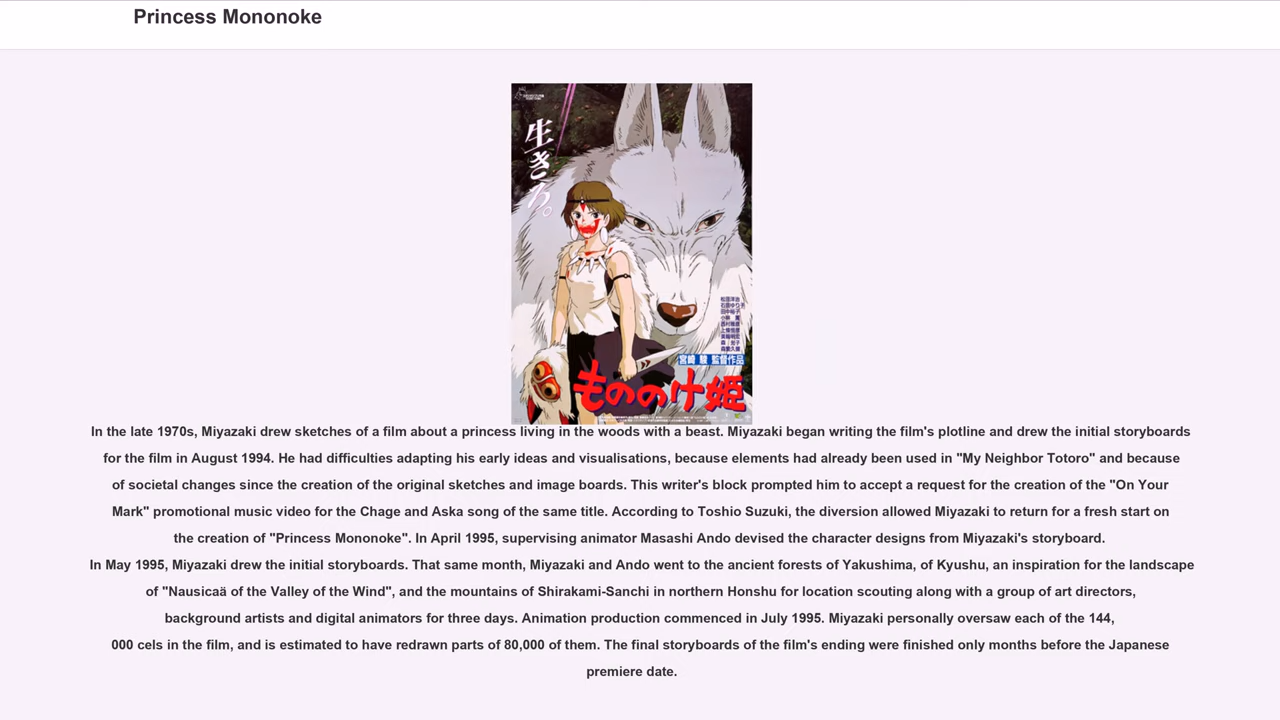 Princess Mononoke
生きろ。
宮崎 駿 監督作品
もののけ姫
In the late 1970s, Miyazaki drew sketches of a film about a princess living in the woods with a beast. Miyazaki began writing the film's plotline and drew the initial storyboards
for the film in August 1994. He had difficulties adapting his early ideas and visualisations, because elements had already been used in "My Neighbor Totoro" and because
of societal changes since the creation of the original sketches and image boards. This writer's block prompted him to accept a request for the creation of the "On Your
Mark" promotional music video for the Chage and Aska song of the same title. According to Toshio Suzuki, the diversion allowed Miyazaki to return for a fresh start on
the creation of "Princess Mononoke". In April 1995, supervising animator Masashi Ando devised the character designs from Miyazaki's storyboard.
In May 1995, Miyazaki drew the initial storyboards. That same month, Miyazaki and Ando went to the ancient forests of Yakushima, of Kyushu, an inspiration for the landscape
of "Nausicaä of the Valley of the Wind", and the mountains of Shirakami-Sanchi in northern Honshu for location scouting along with a group of art directors,
background artists and digital animators for three days. Animation production commenced in July 1995. Miyazaki personally oversaw each of the 144,
000 cels in the film, and is estimated to have redrawn parts of 80,000 of them. The final storyboards of the film's ending were finished only months before the Japanese
premiere date.